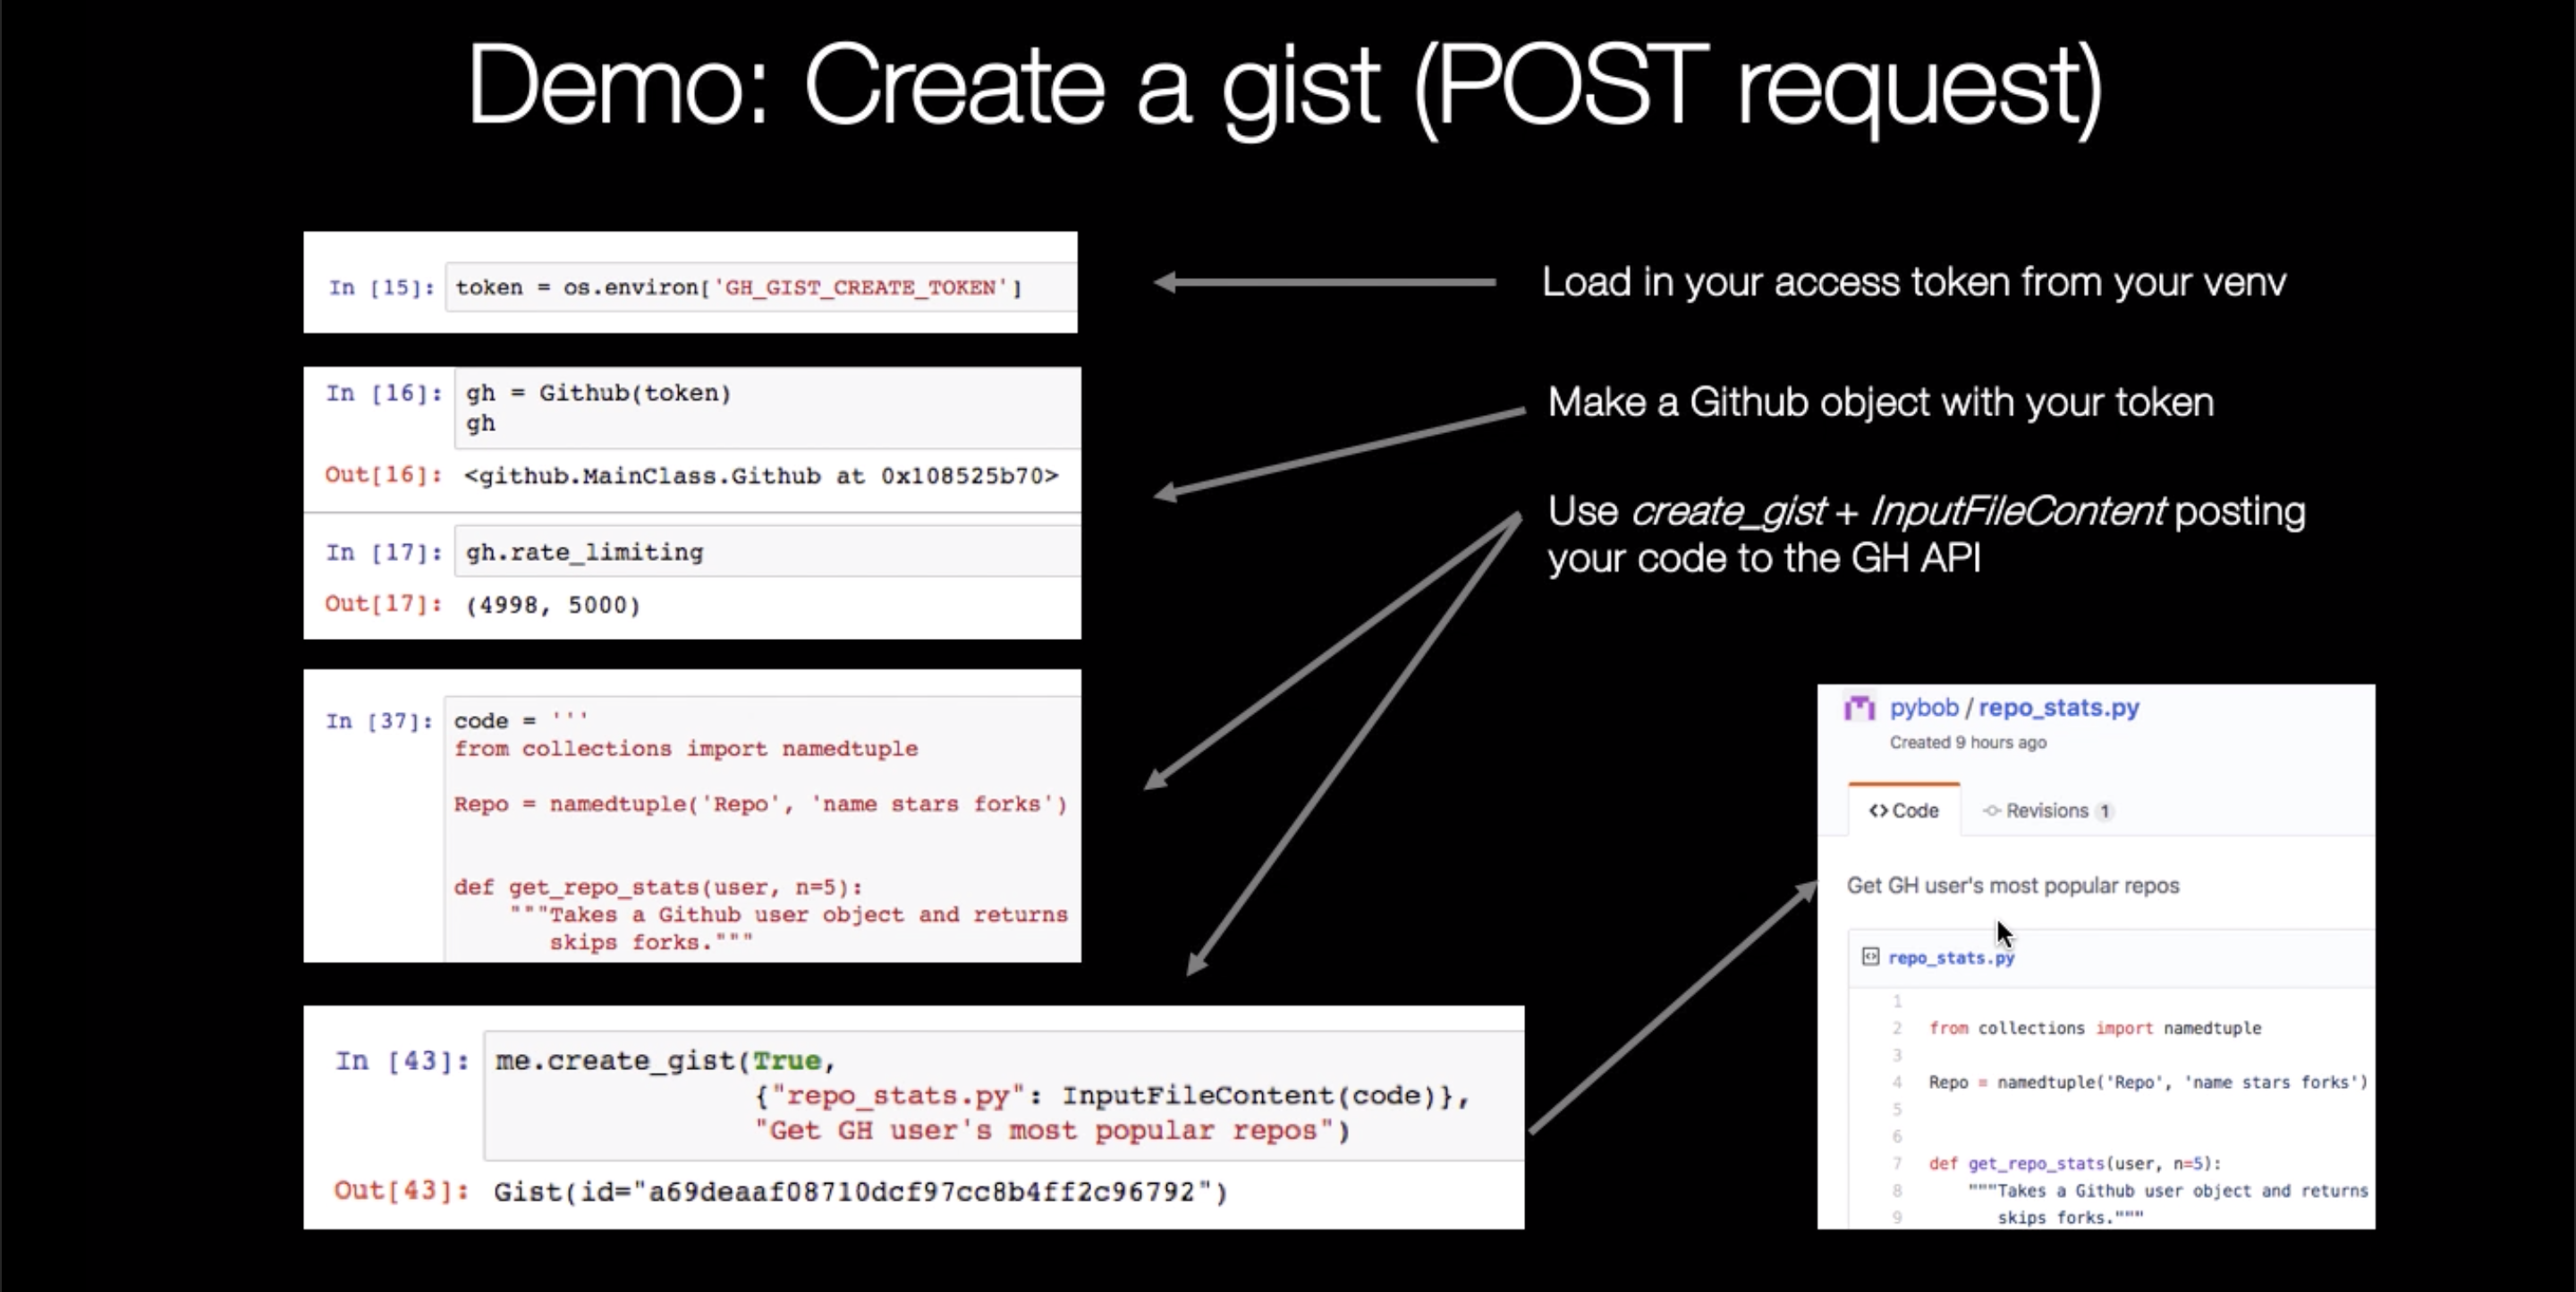 Demo: Create a gist (POST request)
In [15]: token = os.environ['GH_GIST_CREATE_TOKEN']
Load in your access token from your venv
In [16]: gh = Github(token)
gh
Out[16]: <github.MainClass.Github at 0x108525b70>
In [17]: gh.rate_limiting
Out[17]: (4998, 5000)
Make a Github object with your token
Use create_gist + InputFileContent posting
your code to the GH API
In [37]: code = '''
from collections import namedtuple
Repo = namedtuple('Repo', 'name stars forks')
def get_repo_stats(user, n=5):
"""Takes a Github user object and returns
skips forks."""
In [43]: me.create_gist(True,
{"repo_stats.py": InputFileContent(code)},
"Get GH user's most popular repos")
Out[43]: Gist(id="a69deaaf08710dcf97cc8b4ff2c96792")
pybob / repo_stats.py
Created 9 hours ago
<> Code Revisions 1
Get GH user's most popular repos
repo_stats.py
1
2 from collections import namedtuple
3
4 Repo = namedtuple('Repo', 'name stars forks')
5
6
7 def get_repo_stats(user, n=5):
8 """Takes a Github user object and returns
9 skips forks."""